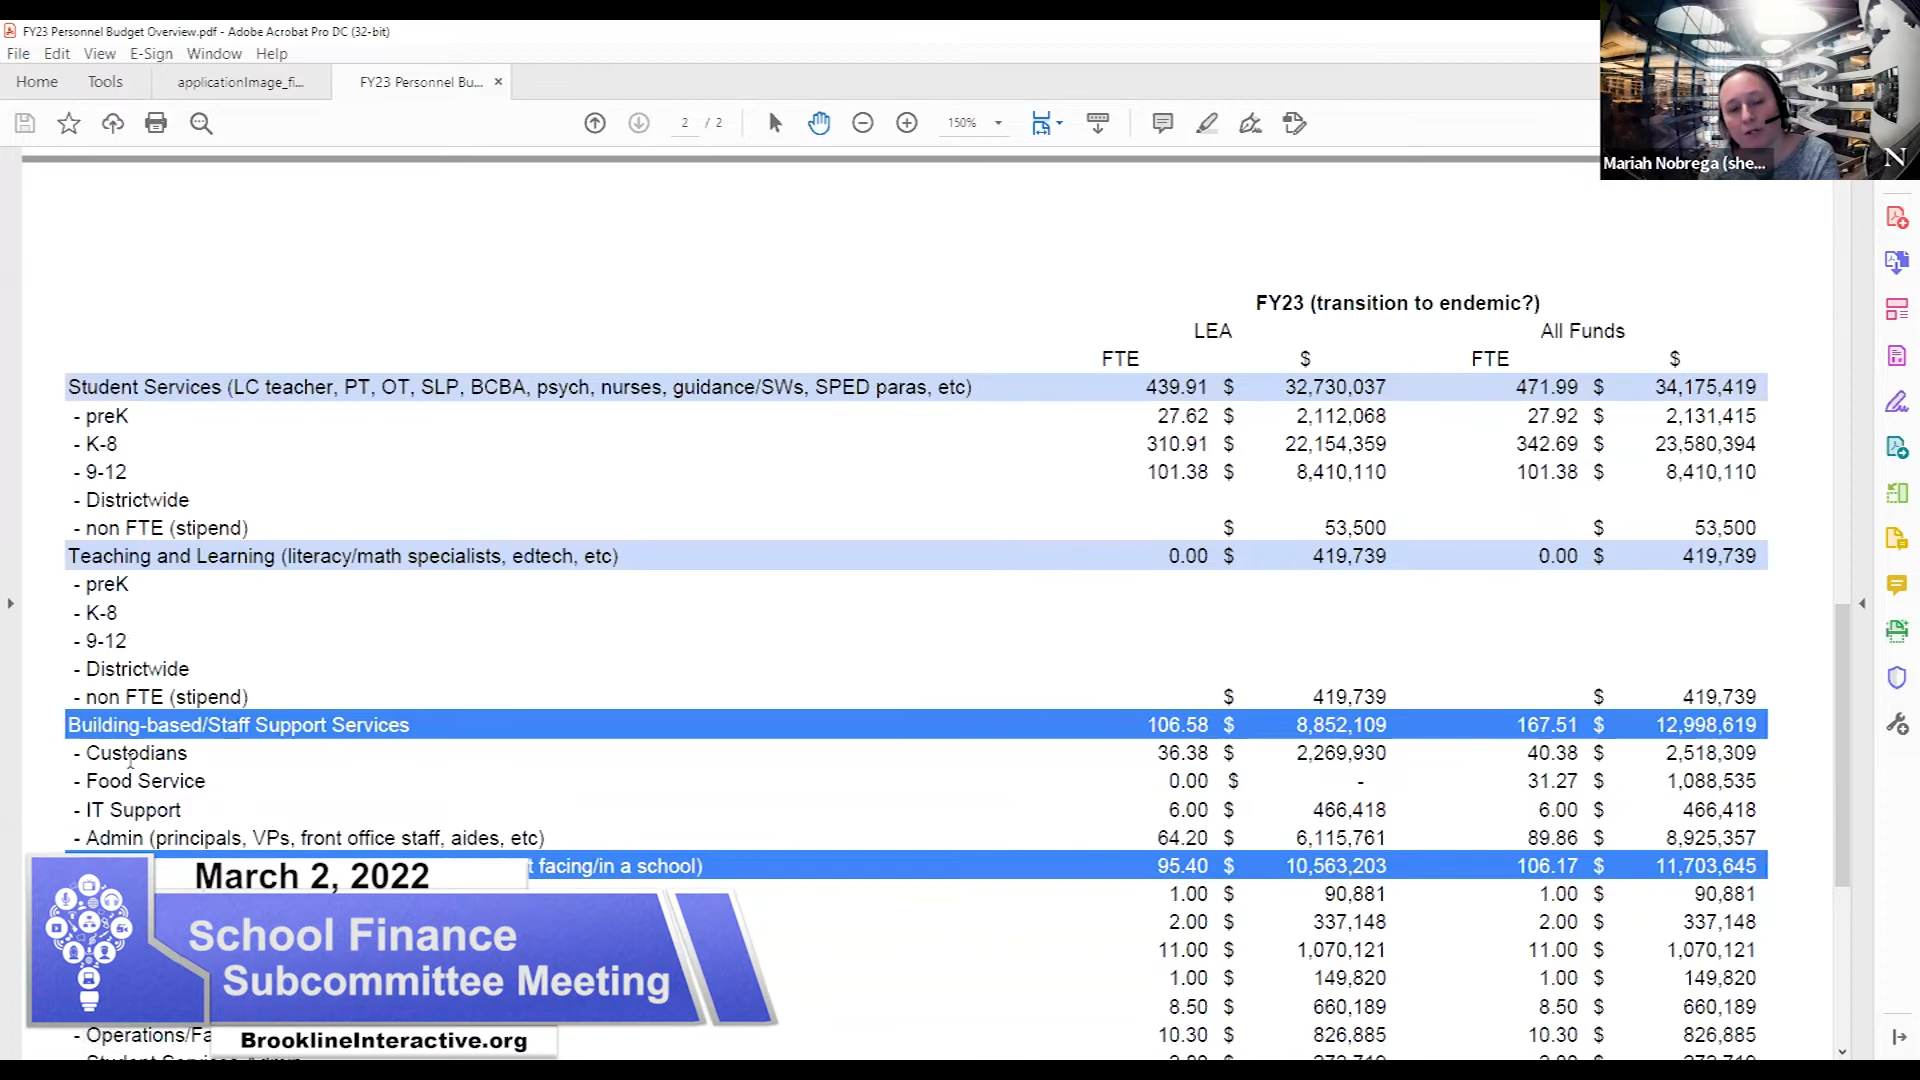 FY23 Personnel Budget Overview.pdf - Adobe Acrobat Pro DC (32-bit)
File Edit View E-Sign Window Help
Home Tools applicationImage_fi... FY23 Personnel Bu... ×
2 / 2 150%
Mariah Nobrega (she...
N
FY23 (transition to endemic?)
LEA All Funds
FTE $ FTE $
Student Services (LC teacher, PT, OT, SLP, BCBA, psych, nurses, guidance/SWs, SPED paras, etc) 439.91 $ 32,730,037 471.99 $ 34,175,419
- preK 27.62 $ 2,112,068 27.92 $ 2,131,415
- K-8 310.91 $ 22,154,359 342.69 $ 23,580,394
- 9-12 101.38 $ 8,410,110 101.38 $ 8,410,110
- Districtwide
- non FTE (stipend) $ 53,500 $ 53,500
Teaching and Learning (literacy/math specialists, edtech, etc) 0.00 $ 419,739 0.00 $ 419,739
- preK
- K-8
- 9-12
- Districtwide
- non FTE (stipend) $ 419,739 $ 419,739
Building-based/Staff Support Services 106.58 $ 8,852,109 167.51 $ 12,998,619
- Custodians 36.38 $ 2,269,930 40.38 $ 2,518,309
- Food Service 0.00 $ - 31.27 $ 1,088,535
- IT Support 6.00 $ 466,418 6.00 $ 466,418
- Admin (principals, VPs, front office staff, aides, etc) 64.20 $ 6,115,761 89.86 $ 8,925,357
facing/in a school) 95.40 $ 10,563,203 106.17 $ 11,703,645
1.00 $ 90,881 1.00 $ 90,881
2.00 $ 337,148 2.00 $ 337,148
11.00 $ 1,070,121 11.00 $ 1,070,121
1.00 $ 149,820 1.00 $ 149,820
8.50 $ 660,189 8.50 $ 660,189
- Operations/Fa 10.30 $ 826,885 10.30 $ 826,885
March 2, 2022
School Finance
Subcommittee Meeting
BrooklineInteractive.org